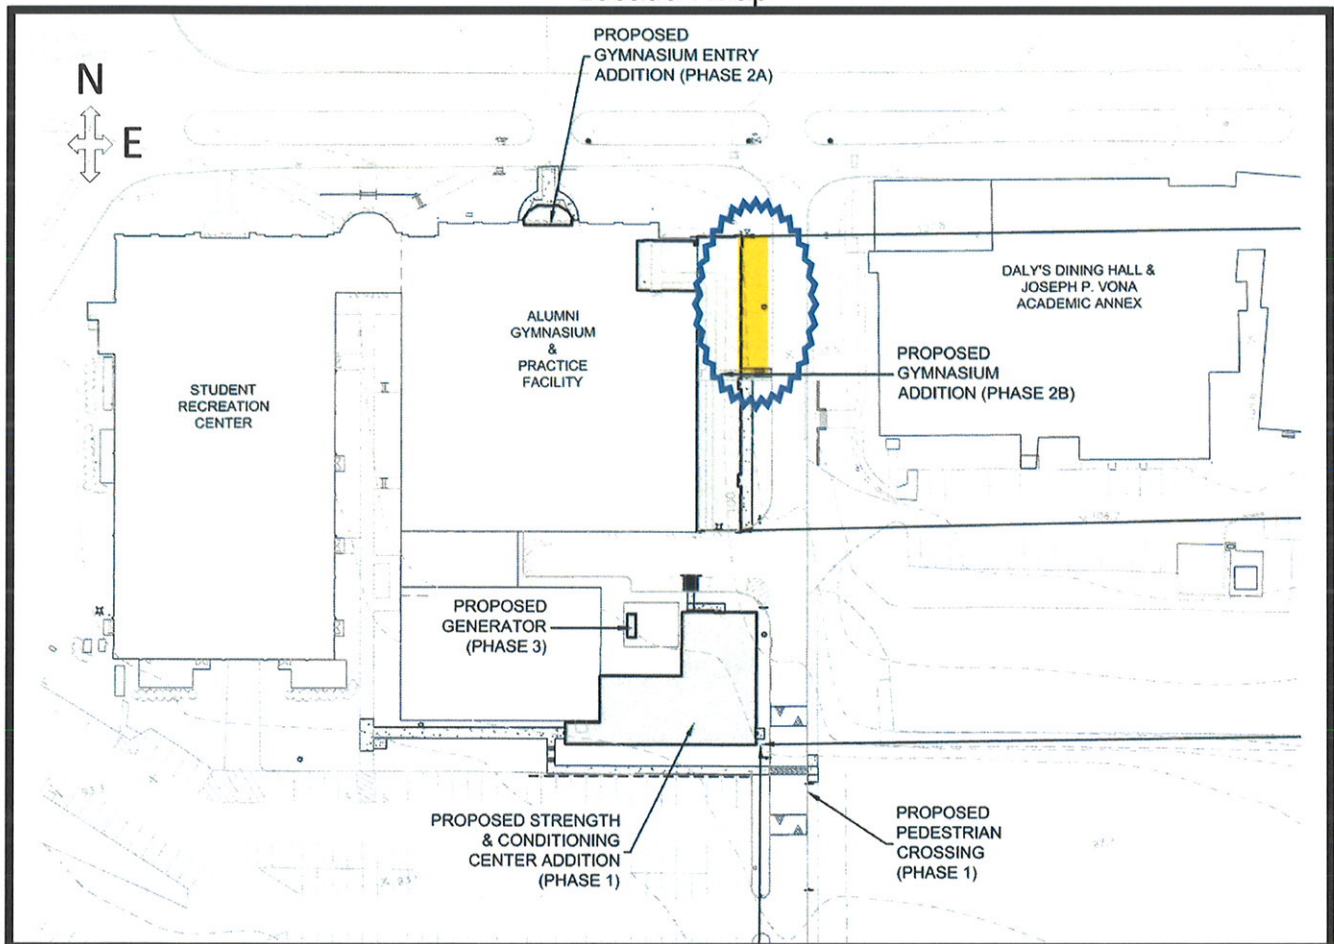 PROPOSED
GYMNASIUM ENTRY
ADDITION (PHASE 2A)
N
E
DALY'S DINING HALL &
JOSEPH P. VONA
ACADEMIC ANNEX
ALUMNI
GYMNASIUM
&
PRACTICE
FACILITY
PROPOSED
GYMNASIUM
ADDITION (PHASE 2B)
STUDENT
RECREATION
CENTER
PROPOSED
GENERATOR
(PHASE 3)
PROPOSED STRENGTH
& CONDITIONING
CENTER ADDITION
(PHASE 1)
PROPOSED
PEDESTRIAN
CROSSING
(PHASE 1)